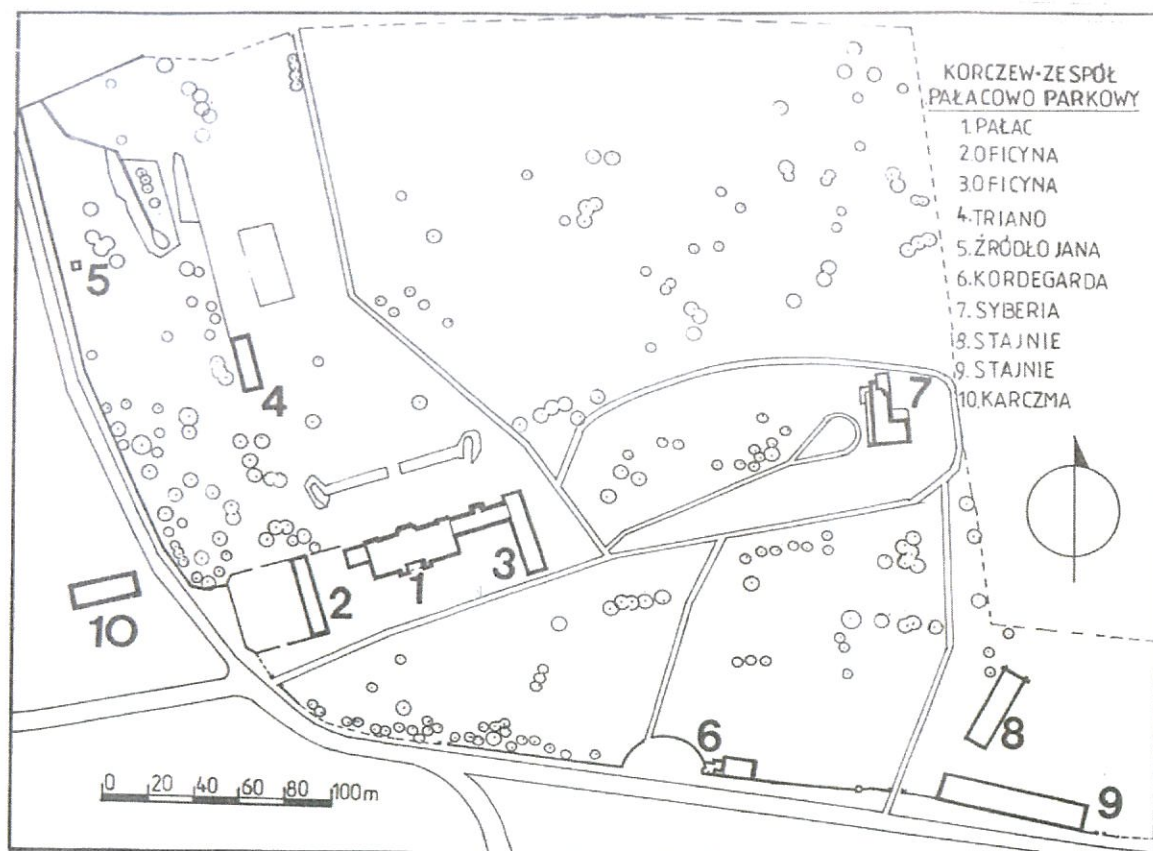 KORCZEW-ZESPÓŁ
PAŁACOWO PARKOWY
1. PAŁAC
2. OFICYNA
3. OFICYNA
4. TRIANO
5. ŹRÓDŁO JANA
6. KORDEGARDA
7. SYBERIA
8. STAJNIE
9. STAJNIE
10. KARCZMA
5
4
7
3
1
2
10
6
8
9
0 20 40 60 80 100m